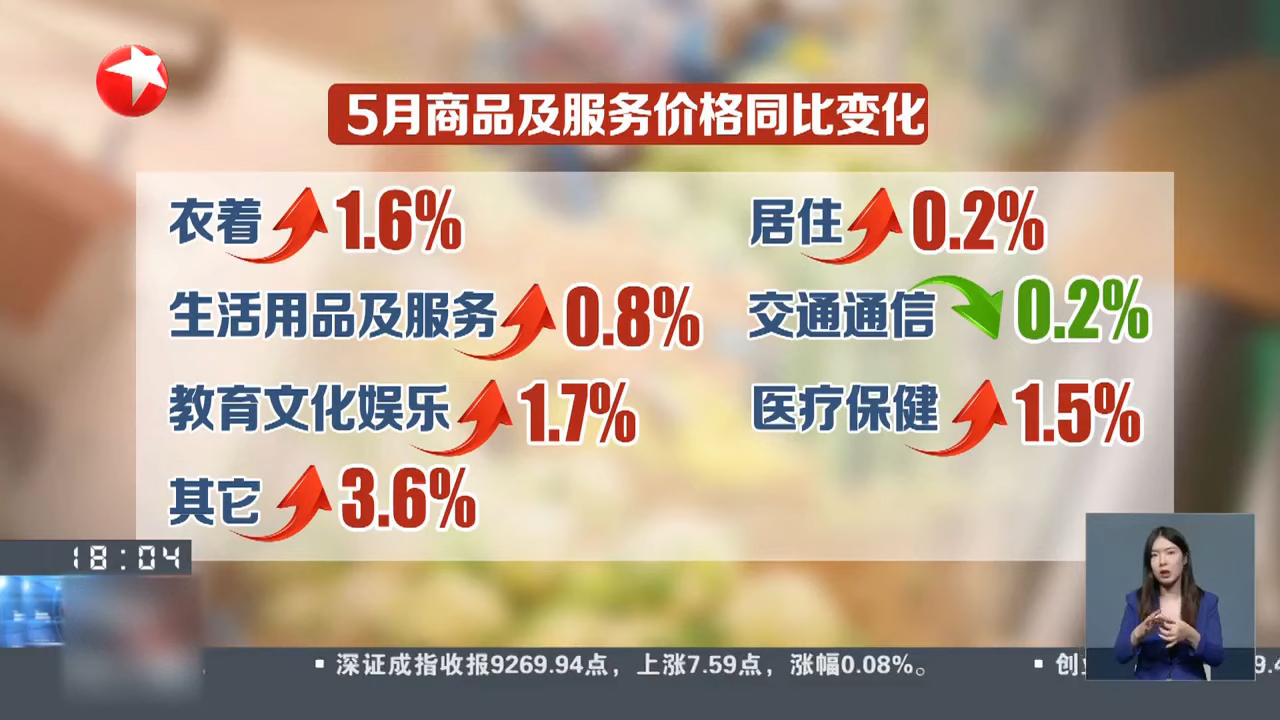 5月商品及服务价格同比变化
衣着 1.6%
居住 0.2%
生活用品及服务 0.8%
交通通信 0.2%
教育文化娱乐 1.7%
医疗保健 1.5%
其它 3.6%
18:04
▪ 深证成指收报9269.94点，上涨7.59点，涨幅0.08%。 ▪ 创